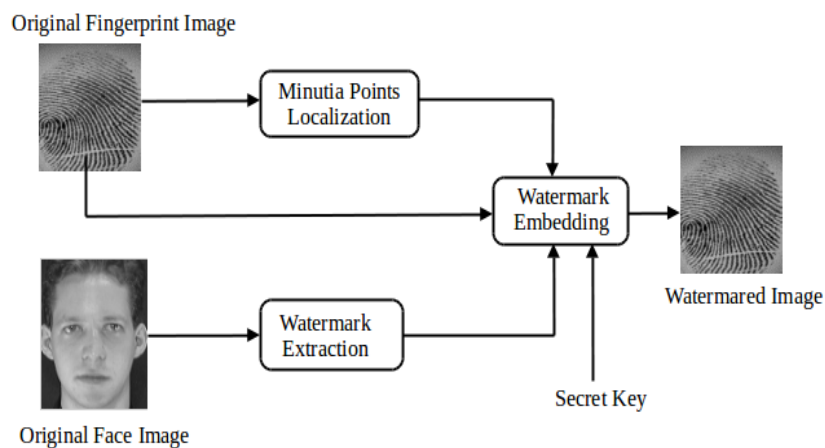 Original Fingerprint Image
Minutia Points
Localization
Watermark
Embedding
Watermared Image
Watermark
Extraction
Secret Key
Original Face Image